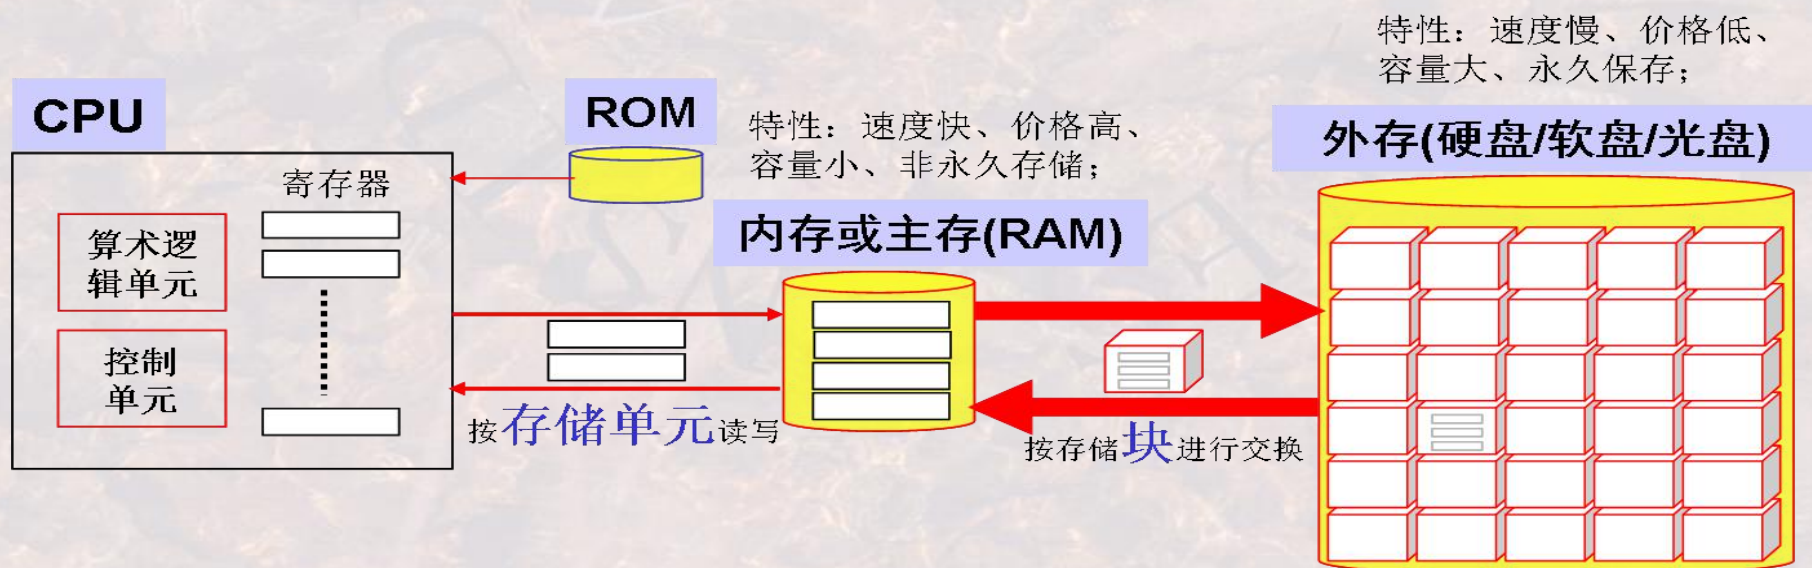 CPU
寄存器
算术逻
辑单元
控制
单元
ROM
特性：速度快、价格高、
容量小、非永久存储；
内存或主存(RAM)
按存储单元读写
按存储块进行交换
特性：速度慢、价格低、
容量大、永久保存；
外存(硬盘/软盘/光盘)